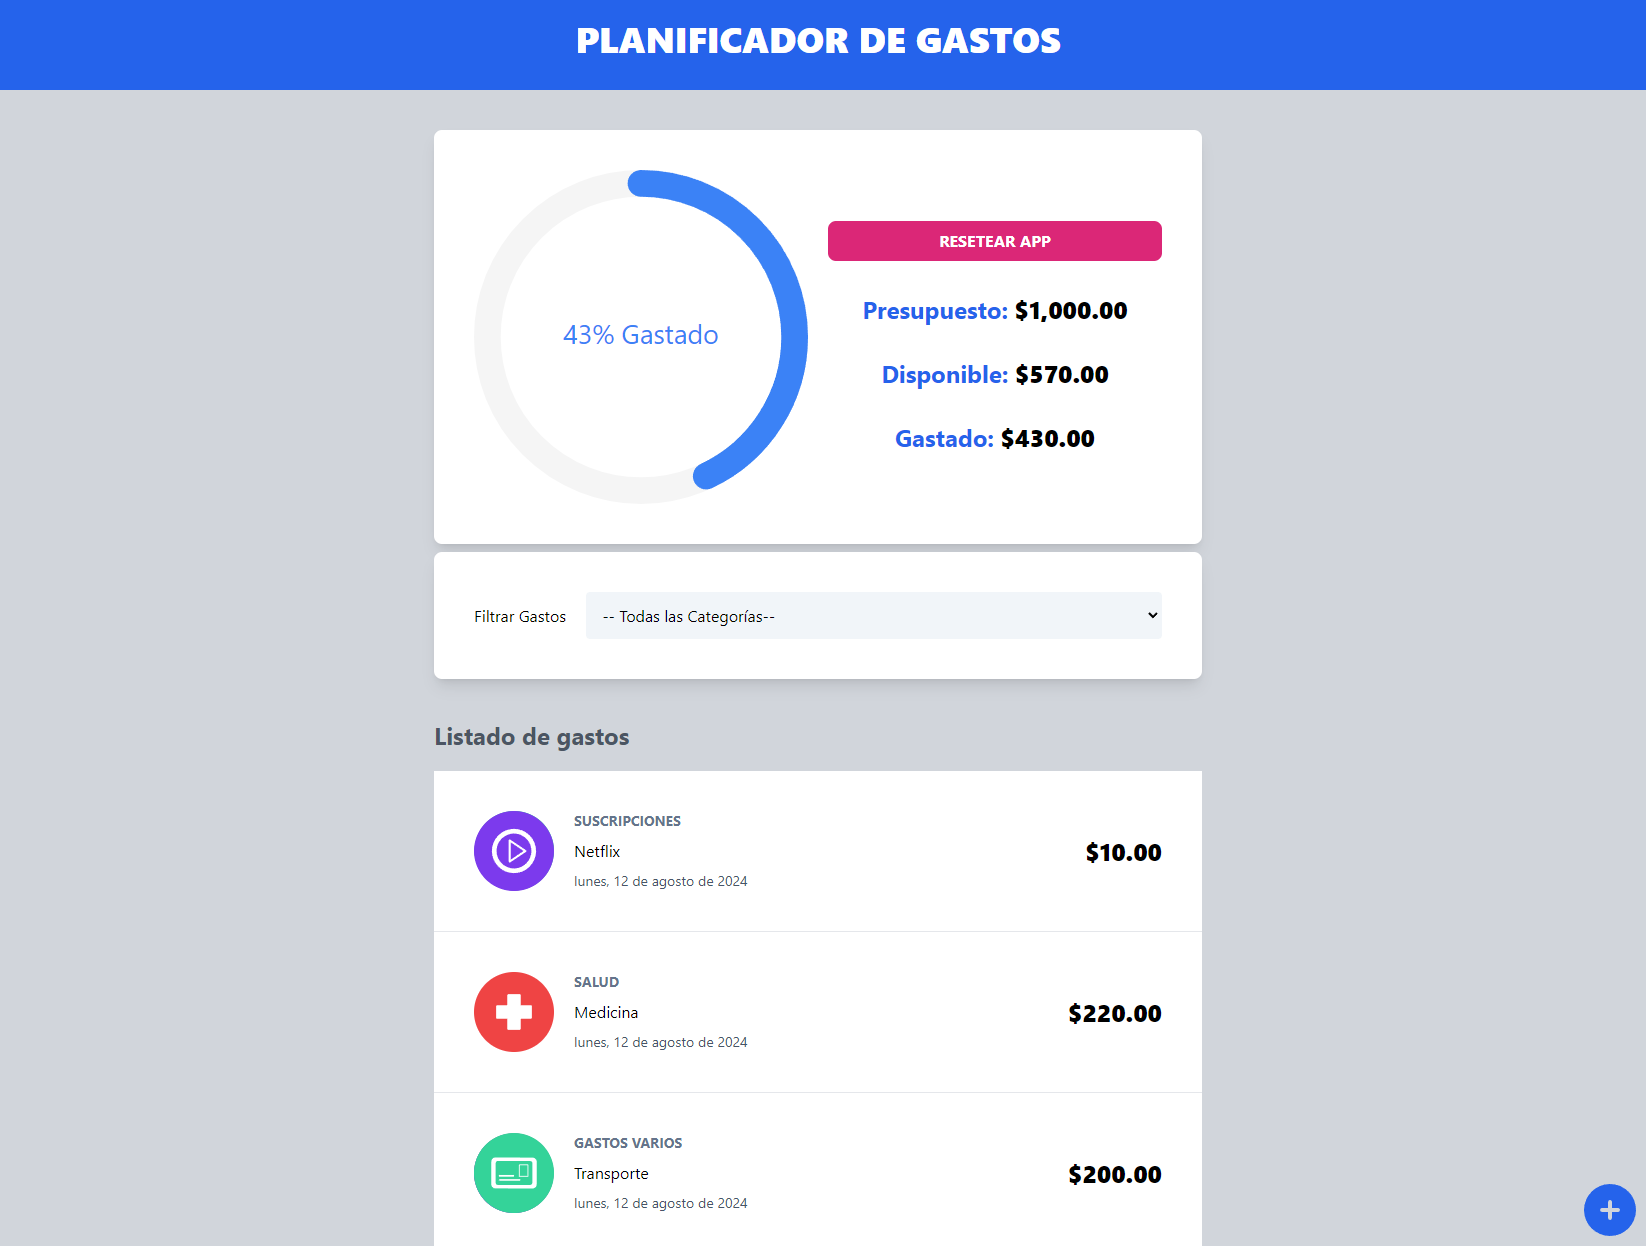 PLANIFICADOR DE GASTOS
43% Gastado
RESETEAR APP
Presupuesto: $1,000.00
Disponible: $570.00
Gastado: $430.00
Filtrar Gastos
-- Todas las Categorías--
Listado de gastos
SUSCRIPCIONES
Netflix
lunes, 12 de agosto de 2024
$10.00
SALUD
Medicina
lunes, 12 de agosto de 2024
$220.00
GASTOS VARIOS
Transporte
lunes, 12 de agosto de 2024
$200.00